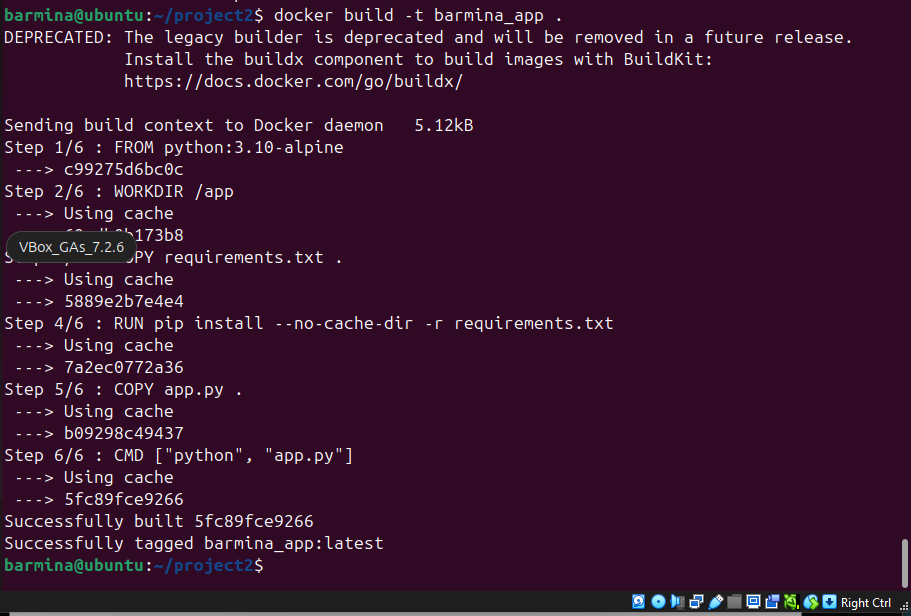 barmina@ubuntu:~/project2$ docker build -t barmina_app .
DEPRECATED: The legacy builder is deprecated and will be removed in a future release.
Install the buildx component to build images with BuildKit:
https://docs.docker.com/go/buildx/
Sending build context to Docker daemon 5.12kB
Step 1/6 : FROM python:3.10-alpine
---> c99275d6bc0c
Step 2/6 : WORKDIR /app
---> Using cache
173b8
VBox_GAs_7.2.6
requirements.txt .
---> Using cache
---> 5889e2b7e4e4
Step 4/6 : RUN pip install --no-cache-dir -r requirements.txt
---> Using cache
---> 7a2ec0772a36
Step 5/6 : COPY app.py .
---> Using cache
---> b09298c49437
Step 6/6 : CMD ["python", "app.py"]
---> Using cache
---> 5fc89fce9266
Successfully built 5fc89fce9266
Successfully tagged barmina_app:latest
barmina@ubuntu:~/project2$
Right Ctrl